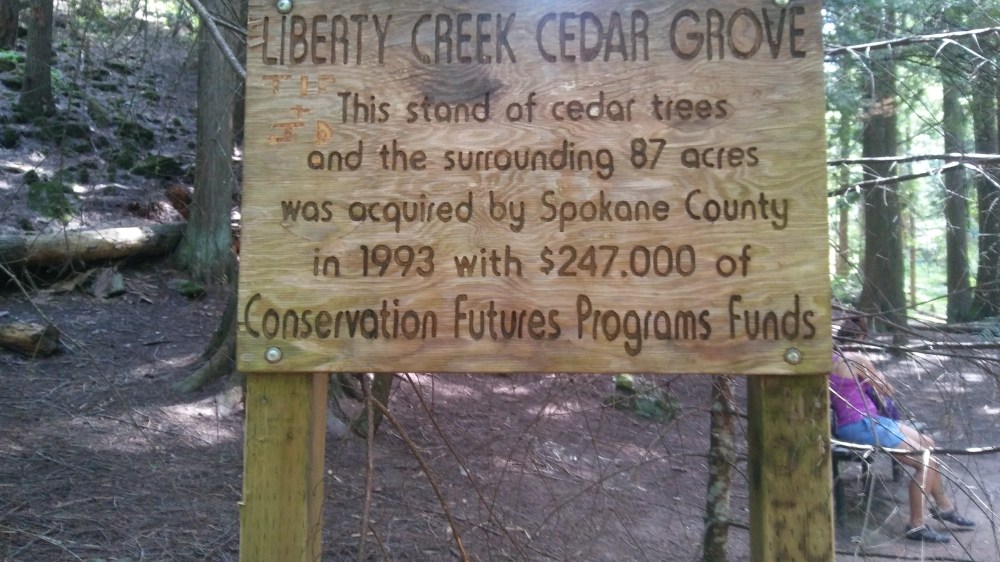 LIBERTY CREEK CEDAR GROVE
This stand of cedar trees
and the surrounding 87 acres
was acquired by Spokane County
in 1993 with $247.000 of
Conservation Futures Programs Funds